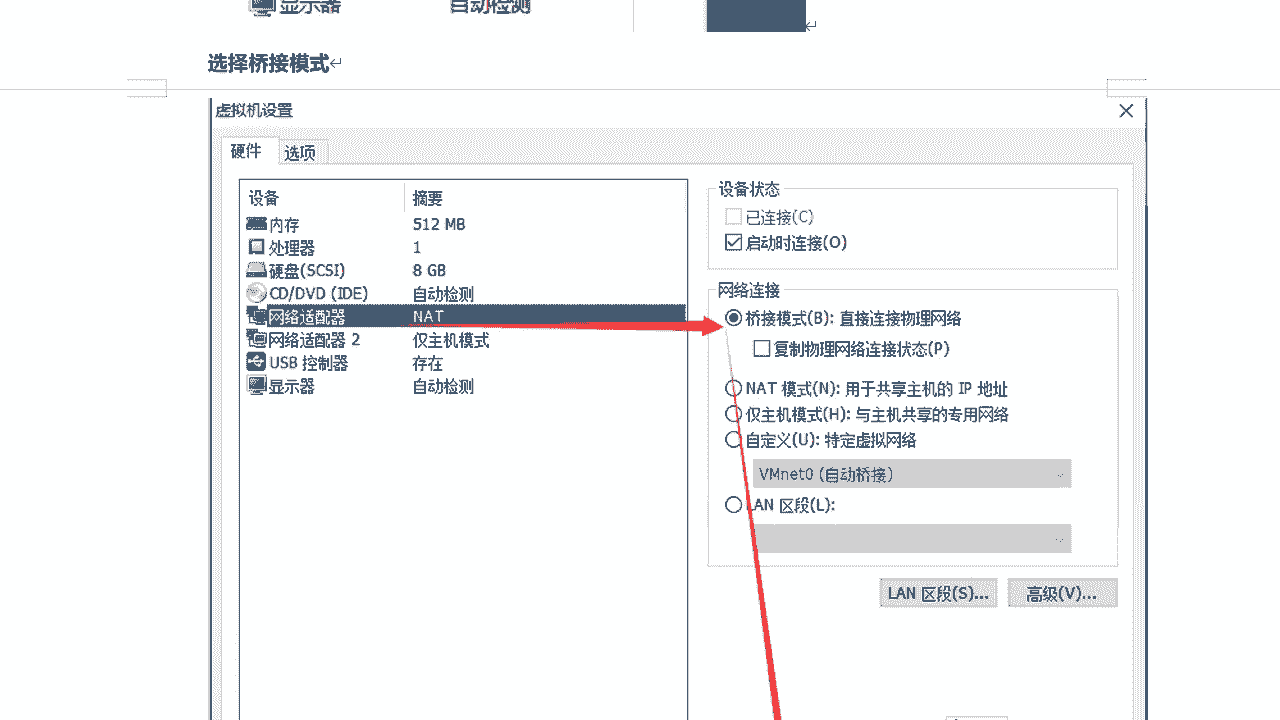 显示器 自动检测
选择桥接模式
虚拟机设置
硬件 选项
设备 摘要
内存 512 MB
处理器 1
硬盘(SCSI) 8 GB
CD/DVD (IDE) 自动检测
网络适配器 NAT
网络适配器 2 仅主机模式
USB 控制器 存在
显示器 自动检测
设备状态
已连接(C)
启动时连接(O)
网络连接
桥接模式(B): 直接连接物理网络
复制物理网络连接状态(P)
NAT 模式(N): 用于共享主机的 IP 地址
仅主机模式(H): 与主机共享的专用网络
自定义(U): 特定虚拟网络
VMnet0 (自动桥接)
LAN 区段(L):
LAN 区段(S)... 高级(V)...